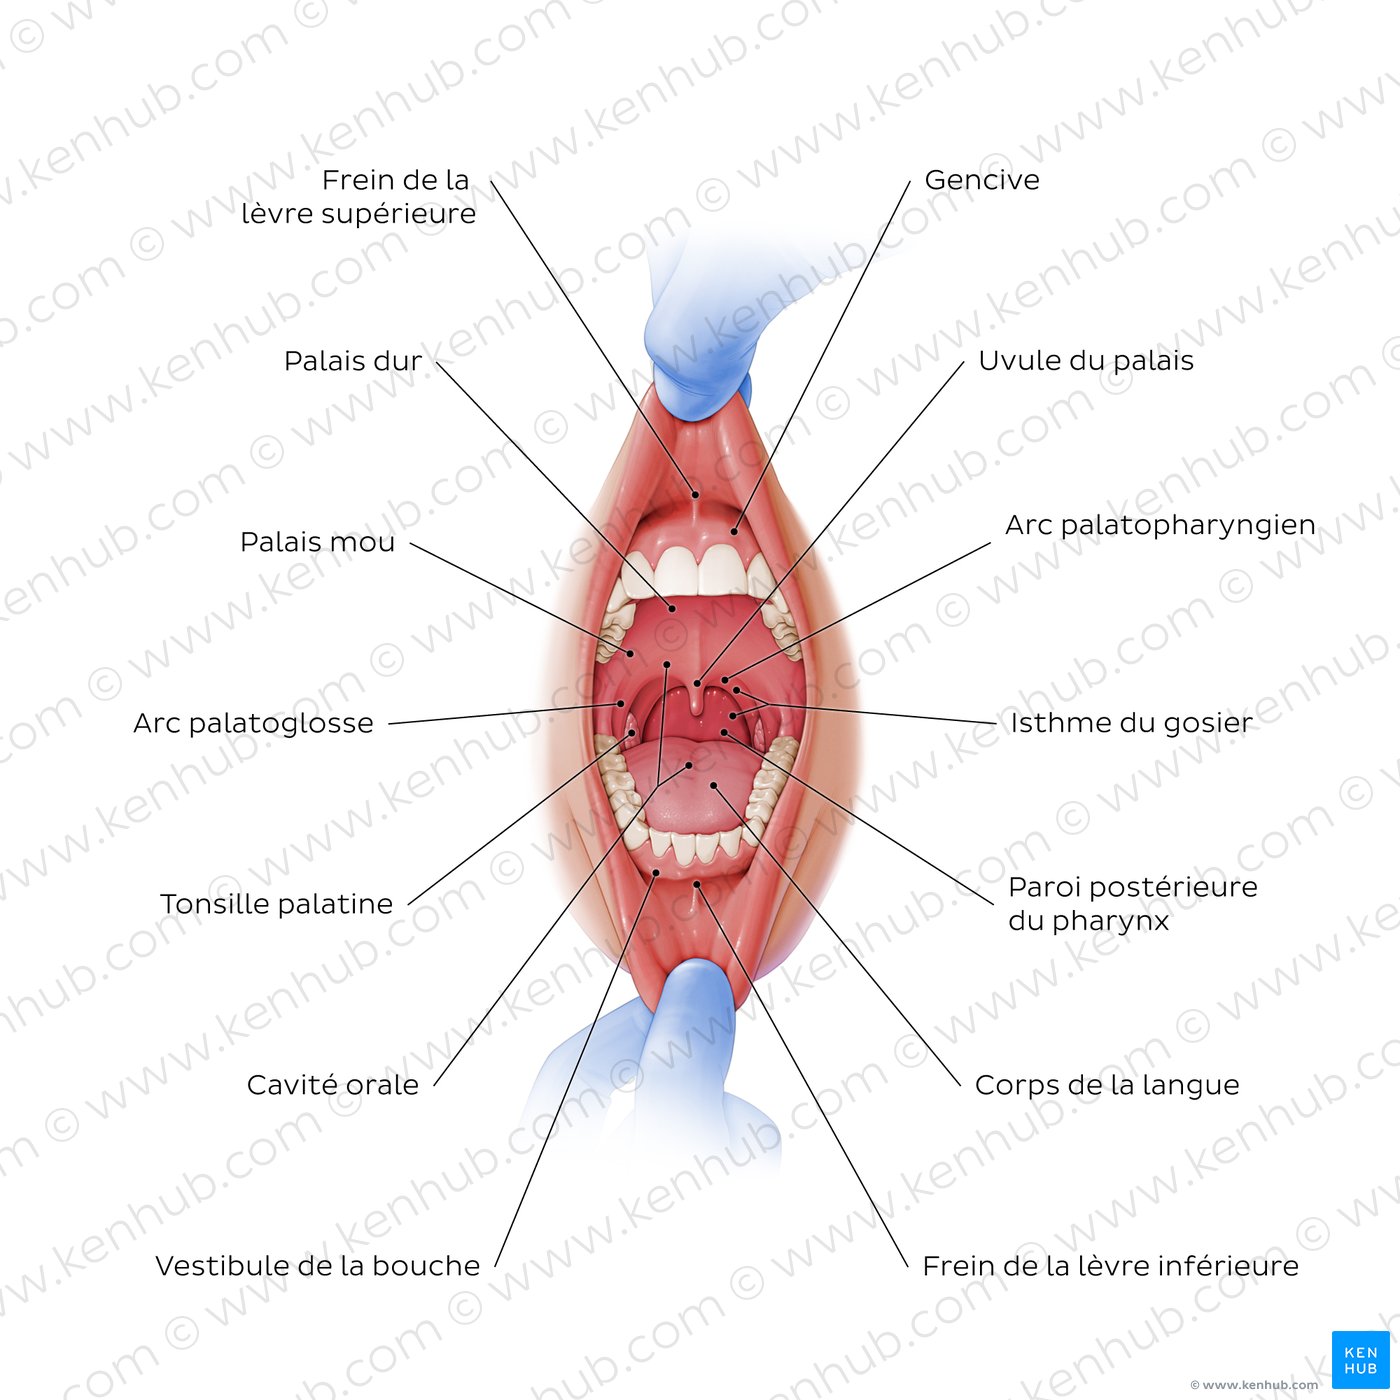 Frein de la
lèvre supérieure
Gencive
Palais dur
Uvule du palais
Palais mou
Arc palatopharyngien
Arc palatoglosse
Isthme du gosier
Tonsille palatine
Paroi postérieure
du pharynx
Cavité orale
Corps de la langue
Vestibule de la bouche
Frein de la lèvre inférieure
KEN
HUB
© www.kenhub.com